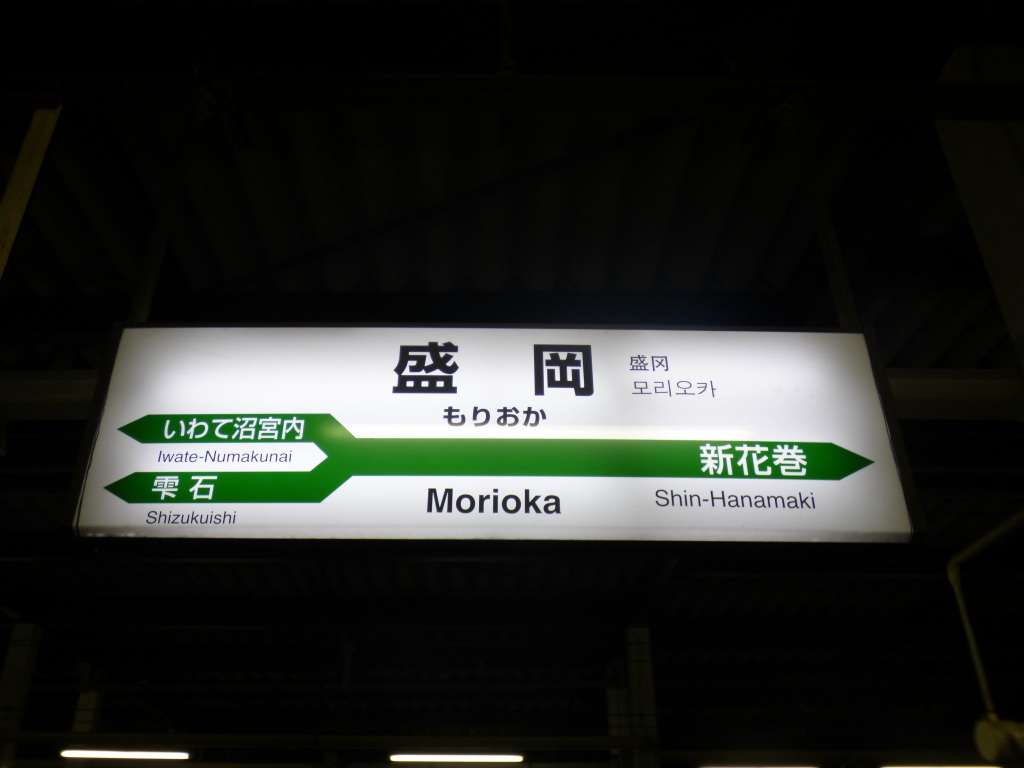 盛岡
盛冈
모리오카
もりおか
いわて沼宮内
Iwate-Numakunai
雫石
Shizukuishi
新花巻
Shin-Hanamaki
Morioka